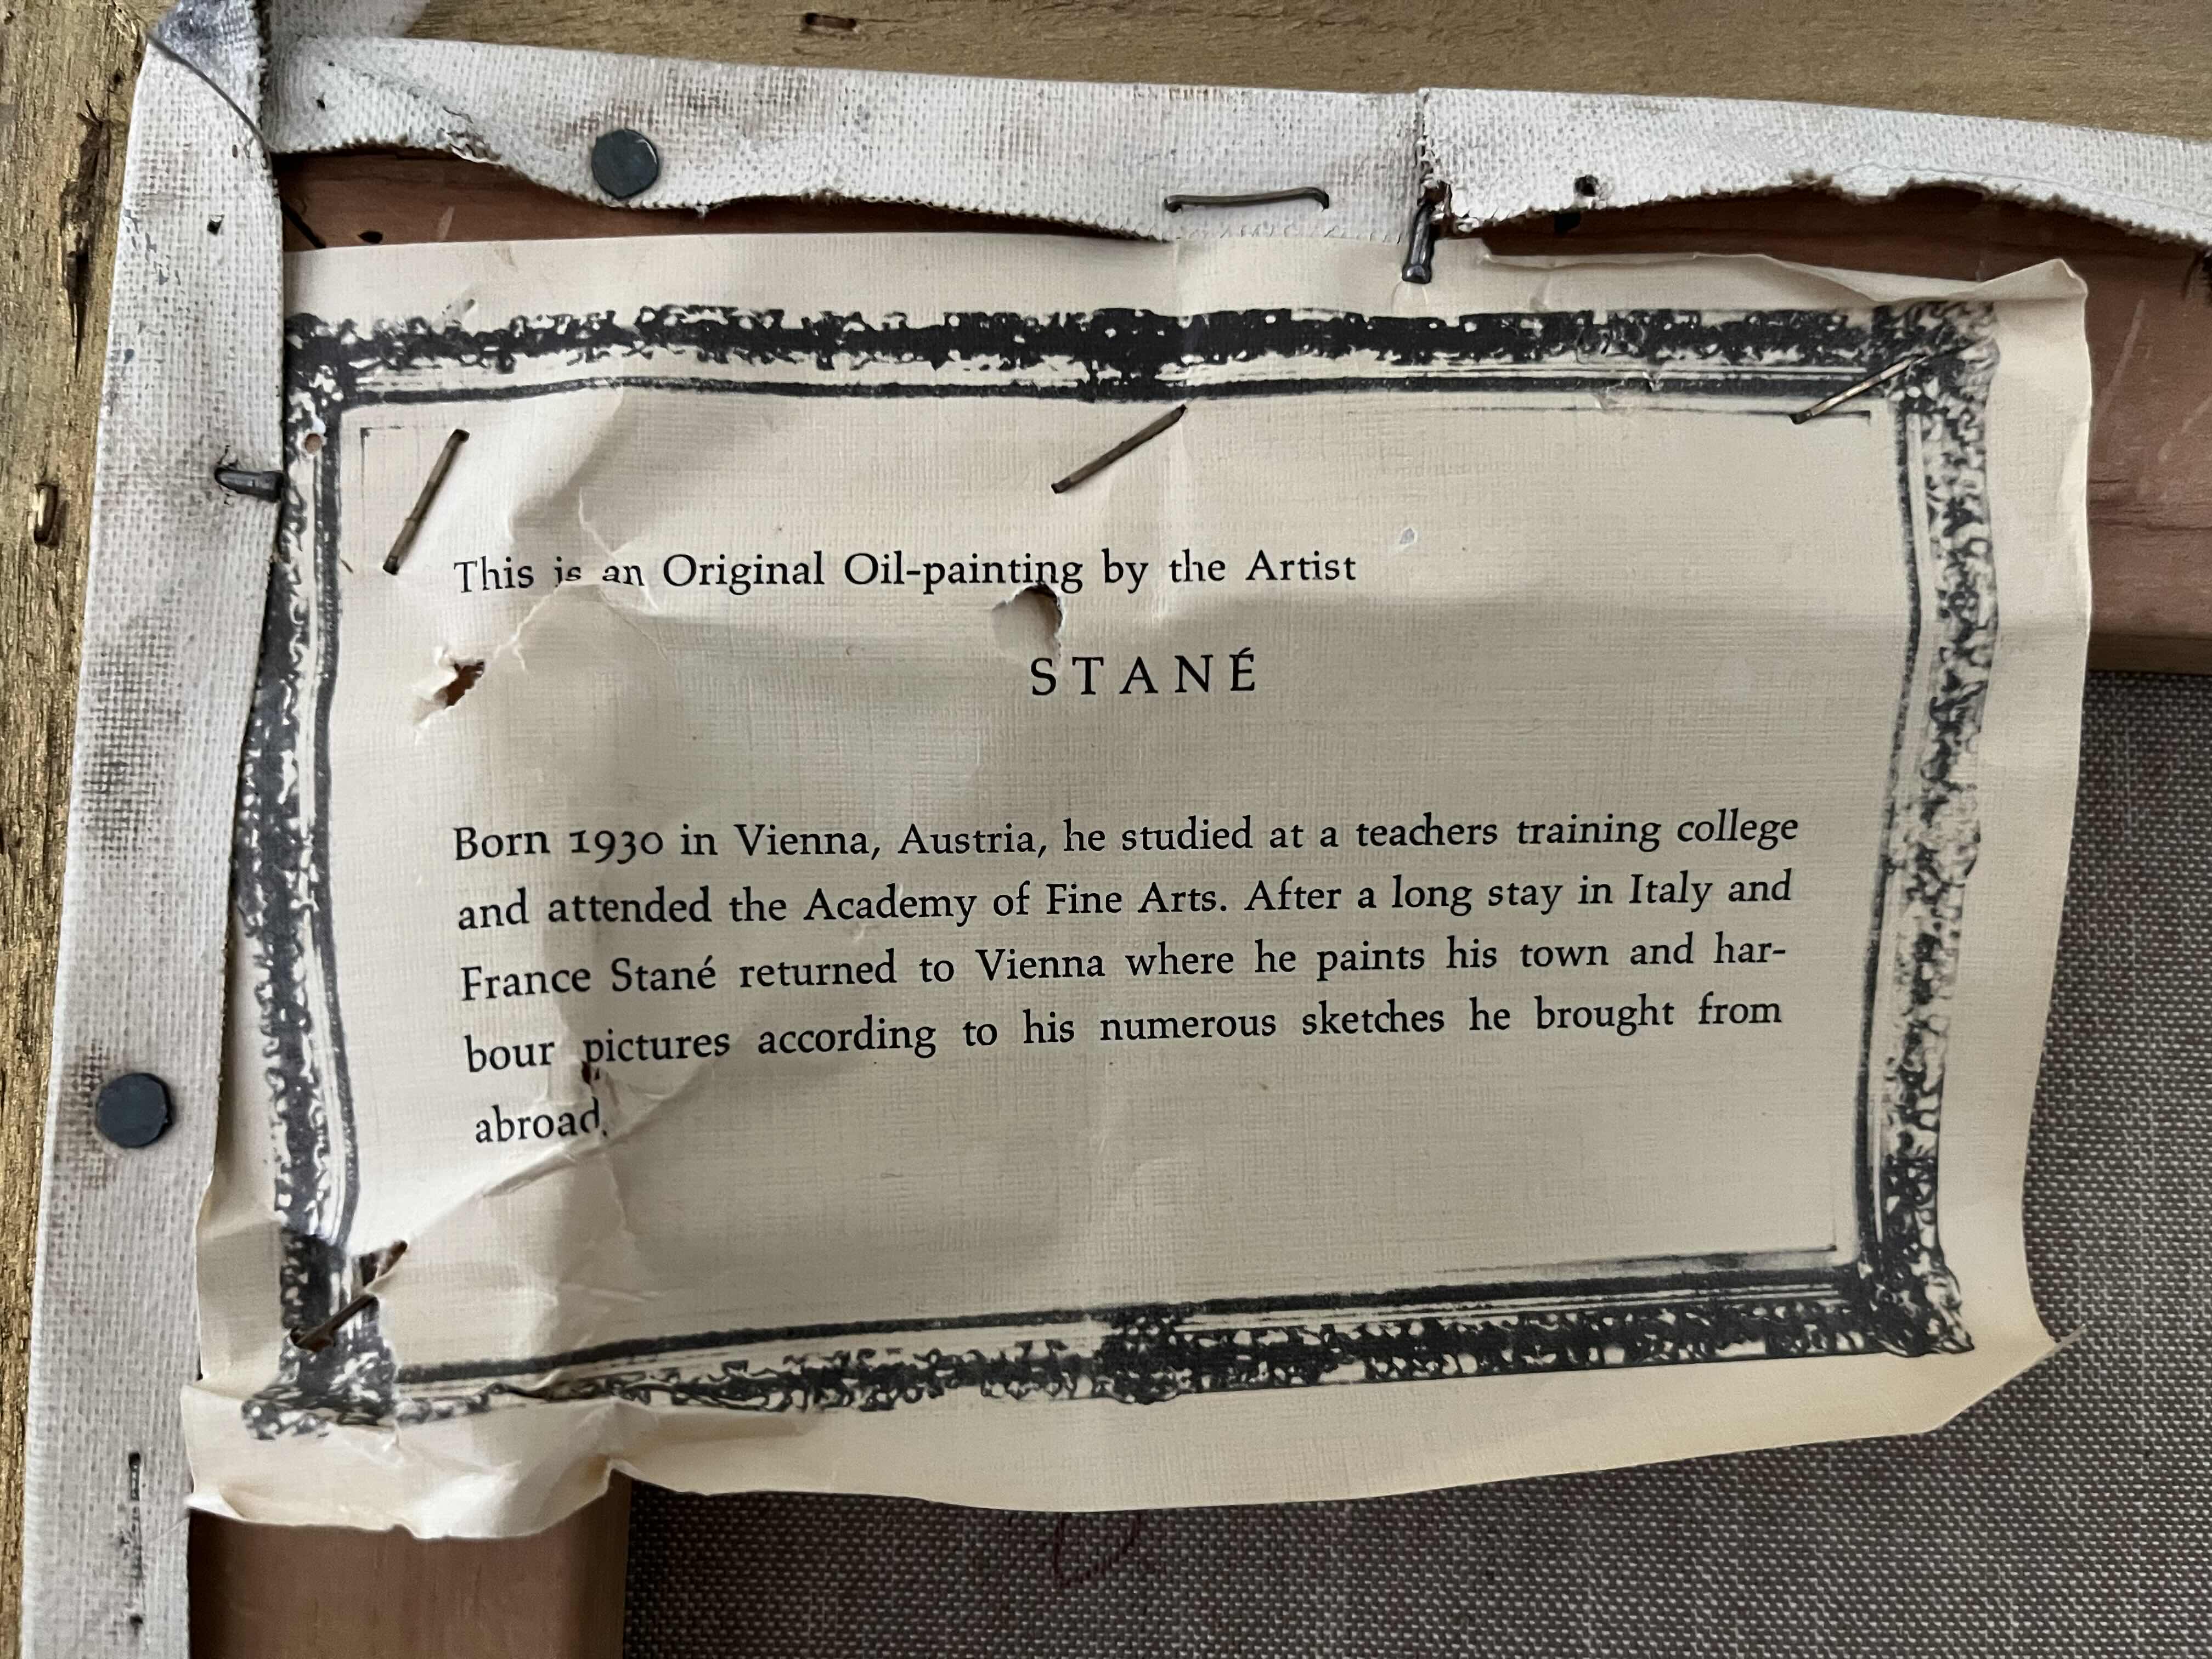 This is an Original Oil-painting by the Artist
STANÉ
Born 1930 in Vienna, Austria, he studied at a teachers training college
and attended the Academy of Fine Arts. After a long stay in Italy and
France Stané returned to Vienna where he paints his town and har-
bour pictures according to his numerous sketches he brought from
abroad.